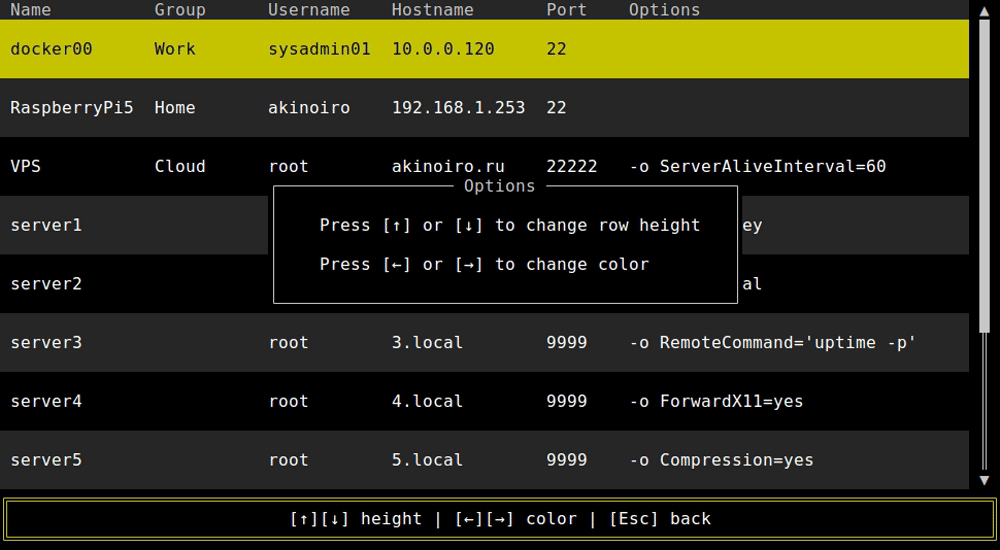 Name Group Username Hostname Port Options
docker00 Work sysadmin01 10.0.0.120 22
RaspberryPi5 Home akinoiro 192.168.1.253 22
VPS Cloud root akinoiro.ru 22222 -o ServerAliveInterval=60
Options
server1 Press [↑] or [↓] to change row height ey
Press [←] or [→] to change color
server2 al
server3 root 3.local 9999 -o RemoteCommand='uptime -p'
server4 root 4.local 9999 -o ForwardX11=yes
server5 root 5.local 9999 -o Compression=yes
[↑][↓] height | [←][→] color | [Esc] back